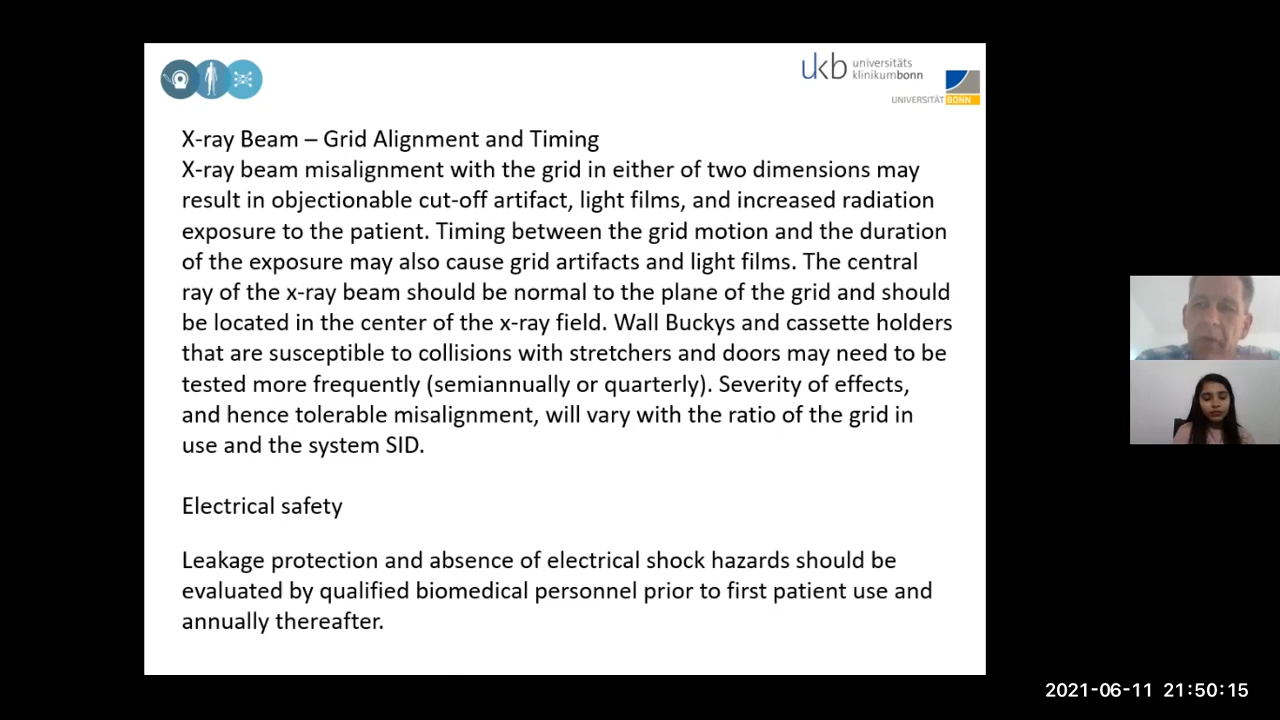 ukb universitäts
klinikumbonn
UNIVERSITÄT BONN
X-ray Beam – Grid Alignment and Timing
X-ray beam misalignment with the grid in either of two dimensions may
result in objectionable cut-off artifact, light films, and increased radiation
exposure to the patient. Timing between the grid motion and the duration
of the exposure may also cause grid artifacts and light films. The central
ray of the x-ray beam should be normal to the plane of the grid and should
be located in the center of the x-ray field. Wall Buckys and cassette holders
that are susceptible to collisions with stretchers and doors may need to be
tested more frequently (semiannually or quarterly). Severity of effects,
and hence tolerable misalignment, will vary with the ratio of the grid in
use and the system SID.
Electrical safety
Leakage protection and absence of electrical shock hazards should be
evaluated by qualified biomedical personnel prior to first patient use and
annually thereafter.
2021-06-11 21:50:15